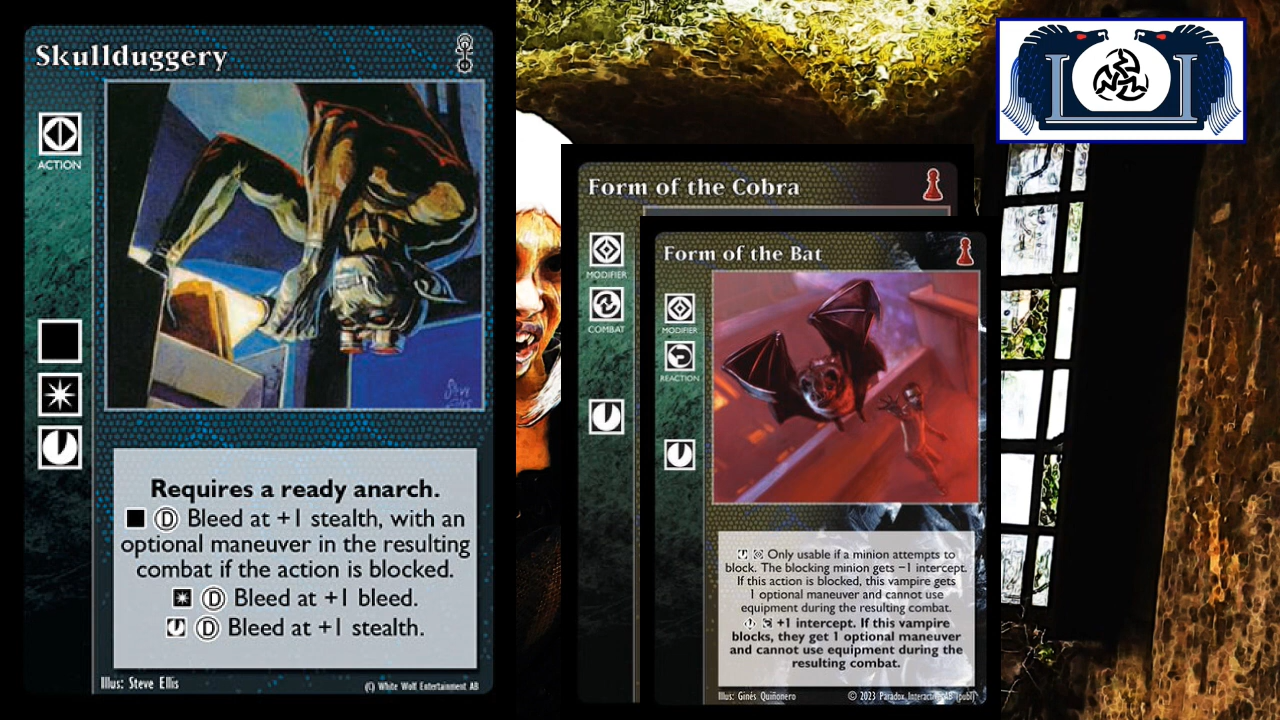 Skullduggery
ACTION
Requires a ready anarch.
D Bleed at +1 stealth, with an
optional maneuver in the resulting
combat if the action is blocked.
D Bleed at +1 bleed.
D Bleed at +1 stealth.
Illus: Steve Ellis
(C) White Wolf Entertainment AB
Form of the Cobra
MODIFIER
COMBAT
Form of the Bat
MODIFIER
REACTION
Only usable if a minion attempts to
block. The blocking minion gets −1 intercept.
If this action is blocked, this vampire gets
1 optional maneuver and cannot use
equipment during the resulting combat.
+1 intercept. If this vampire
blocks, they get 1 optional maneuver
and cannot use equipment during the
resulting combat.
Illus: Ginés Quiñonero
© 2023 Paradox Interactive AB (publ)